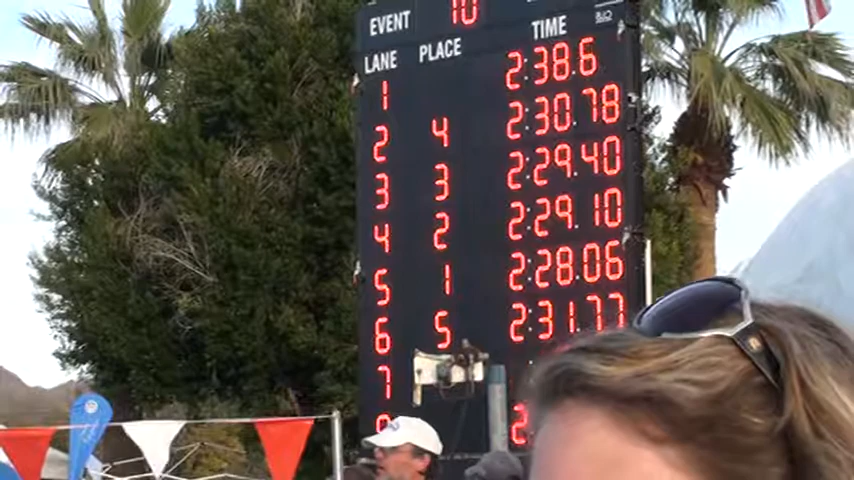 EVENT 10
LANE PLACE TIME
1 2:38.6
2 4 2:30.78
3 3 2:29.40
4 2 2:29.10
5 1 2:28.06
6 5 2:31.77
7